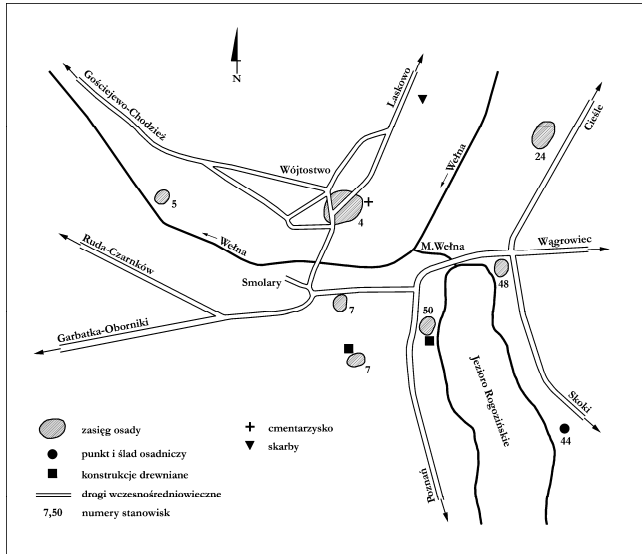 N
Gościejewo-Chodzież
Laskowo
Cieśle
Wójtostwo
Wełna
24
5
4
Wełna
M.Wełna
Wągrowiec
Ruda-Czarnków
Smolary
48
7
50
Garbatka-Oborniki
7
Jezioro Rogozińskie
Skoki
44
Poznań
zasięg osady
punkt i ślad osadniczy
konstrukcje drewniane
drogi wczesnośredniowieczne
7,50 numery stanowisk
cmentarzysko
skarby